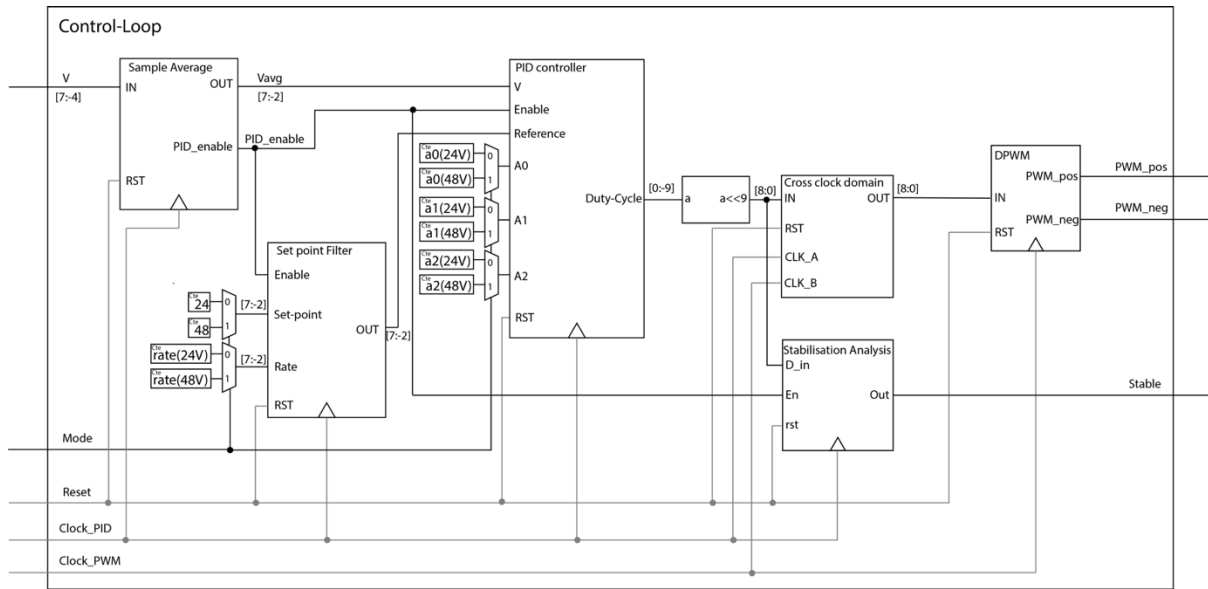 Control-Loop
V
[7:-4]
Sample Average
IN
OUT
PID_enable
RST
Vavg
[7:-2]
PID_enable
Set point Filter
Enable
Set-point
Rate
RST
OUT
[7:-2]
Cte
24
0
Cte
48
1
[7:-2]
Cte
rate(24V)
0
Cte
rate(48V)
1
[7:-2]
PID controller
V
Enable
Reference
A0
A1
A2
RST
Duty-Cycle
Cte
a0(24V)
0
Cte
a0(48V)
1
Cte
a1(24V)
0
Cte
a1(48V)
1
Cte
a2(24V)
0
Cte
a2(48V)
1
[0:-9]
a
a<<9
[8:0]
Cross clock domain
IN
OUT
RST
CLK_A
CLK_B
[8:0]
DPWM
IN
RST
PWM_pos
PWM_neg
PWM_pos
PWM_neg
Stabilisation Analysis
D_in
En
Out
rst
Stable
Mode
Reset
Clock_PID
Clock_PWM